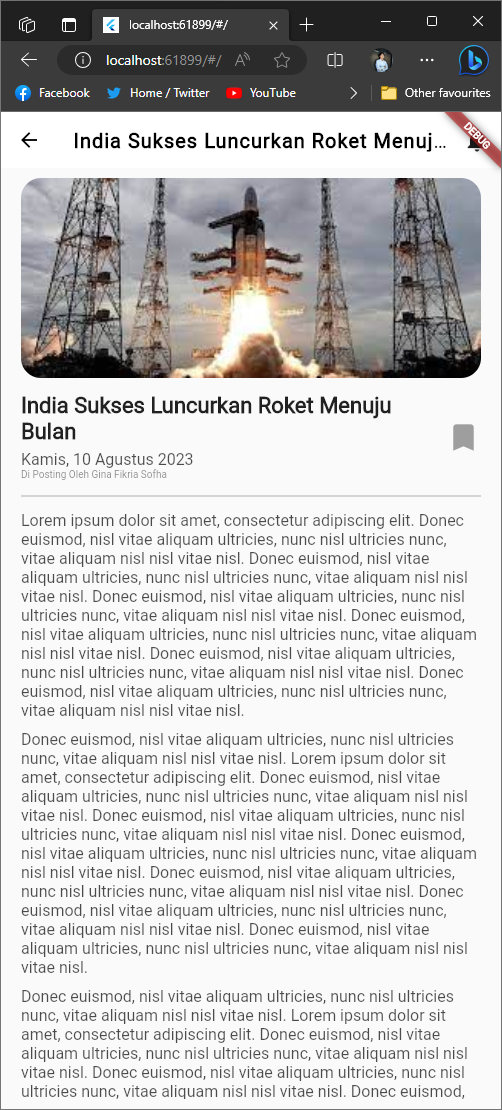 localhost:61899/#/
localhost:61899/#/
Facebook
Home / Twitter
YouTube
Other favourites
India Sukses Luncurkan Roket Menuj...
DEBUG
India Sukses Luncurkan Roket Menuju
Bulan
Kamis, 10 Agustus 2023
Di Posting Oleh Gina Fikria Sofha
Lorem ipsum dolor sit amet, consectetur adipiscing elit. Donec
euismod, nisl vitae aliquam ultricies, nunc nisl ultricies nunc,
vitae aliquam nisl nisl vitae nisl. Donec euismod, nisl vitae
aliquam ultricies, nunc nisl ultricies nunc, vitae aliquam nisl nisl
vitae nisl. Donec euismod, nisl vitae aliquam ultricies, nunc nisl
ultricies nunc, vitae aliquam nisl nisl vitae nisl. Donec euismod,
nisl vitae aliquam ultricies, nunc nisl ultricies nunc, vitae aliquam
nisl nisl vitae nisl. Donec euismod, nisl vitae aliquam ultricies,
nunc nisl ultricies nunc, vitae aliquam nisl nisl vitae nisl. Donec
euismod, nisl vitae aliquam ultricies, nunc nisl ultricies nunc,
vitae aliquam nisl nisl vitae nisl.
Donec euismod, nisl vitae aliquam ultricies, nunc nisl ultricies
nunc, vitae aliquam nisl nisl vitae nisl. Lorem ipsum dolor sit
amet, consectetur adipiscing elit. Donec euismod, nisl vitae
aliquam ultricies, nunc nisl ultricies nunc, vitae aliquam nisl nisl
vitae nisl. Donec euismod, nisl vitae aliquam ultricies, nunc nisl
ultricies nunc, vitae aliquam nisl nisl vitae nisl. Donec euismod,
nisl vitae aliquam ultricies, nunc nisl ultricies nunc, vitae aliquam
nisl nisl vitae nisl. Donec euismod, nisl vitae aliquam ultricies,
nunc nisl ultricies nunc, vitae aliquam nisl nisl vitae nisl. Donec
euismod, nisl vitae aliquam ultricies, nunc nisl ultricies nunc,
vitae aliquam nisl nisl vitae nisl. Donec euismod, nisl vitae
aliquam ultricies, nunc nisl ultricies nunc, vitae aliquam nisl nisl
vitae nisl.
Donec euismod, nisl vitae aliquam ultricies, nunc nisl ultricies
nunc, vitae aliquam nisl nisl vitae nisl. Lorem ipsum dolor sit
amet, consectetur adipiscing elit. Donec euismod, nisl vitae
aliquam ultricies, nunc nisl ultricies nunc, vitae aliquam nisl nisl
vitae nisl. Donec euismod, nisl vitae aliquam ultricies, nunc nisl
ultricies nunc, vitae aliquam nisl nisl vitae nisl. Donec euismod,